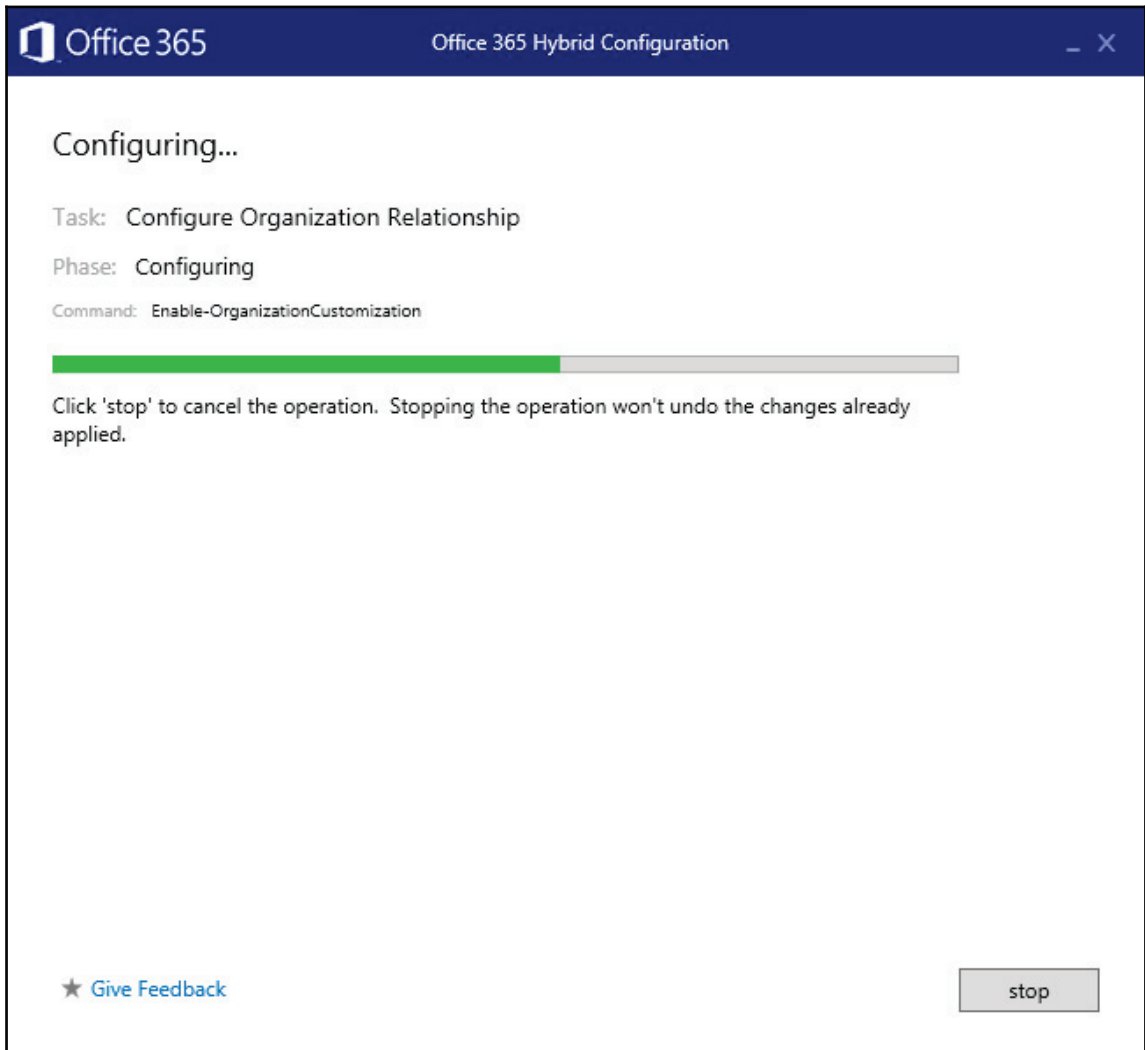 Office 365
Office 365 Hybrid Configuration
Configuring...
Task: Configure Organization Relationship
Phase: Configuring
Command: Enable-OrganizationCustomization
Click 'stop' to cancel the operation.  Stopping the operation won't undo the changes already
applied.
Give Feedback
stop